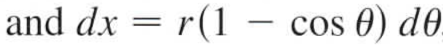 and dx = r(1 − cos θ) dθ